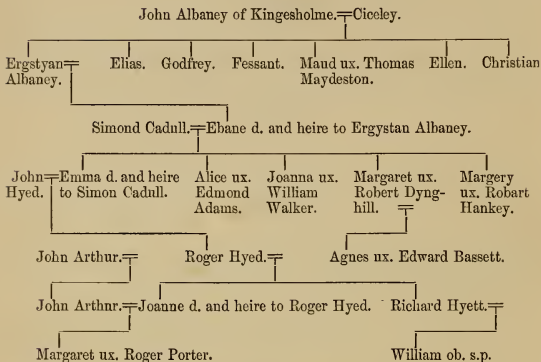 John Albaney of Kingesholme.=Ciceley.
Ergstyan= Albaney.
Elias.
Godfrey.
Fessant.
Maud ux. Thomas Maydeston.
Ellen.
Christian
Simond Cadull.=Ebane d. and heire to Ergystan Albaney.
John=Emma d. and heire
Hyed. to Simon Cadull.
Alice ux.
Edmond
Adams.
Joanna ux.
William
Walker.
Margaret ux.
Robert Dyng-
hill.
Margery
ux. Robart
Hankey.
John Arthur.=
Roger Hyed.=
Agnes ux. Edward Bassett.
John Arthnr.=Joanne d. and heire to Roger Hyed.
Richard Hyett.=
Margaret ux. Roger Porter.
William ob. s.p.